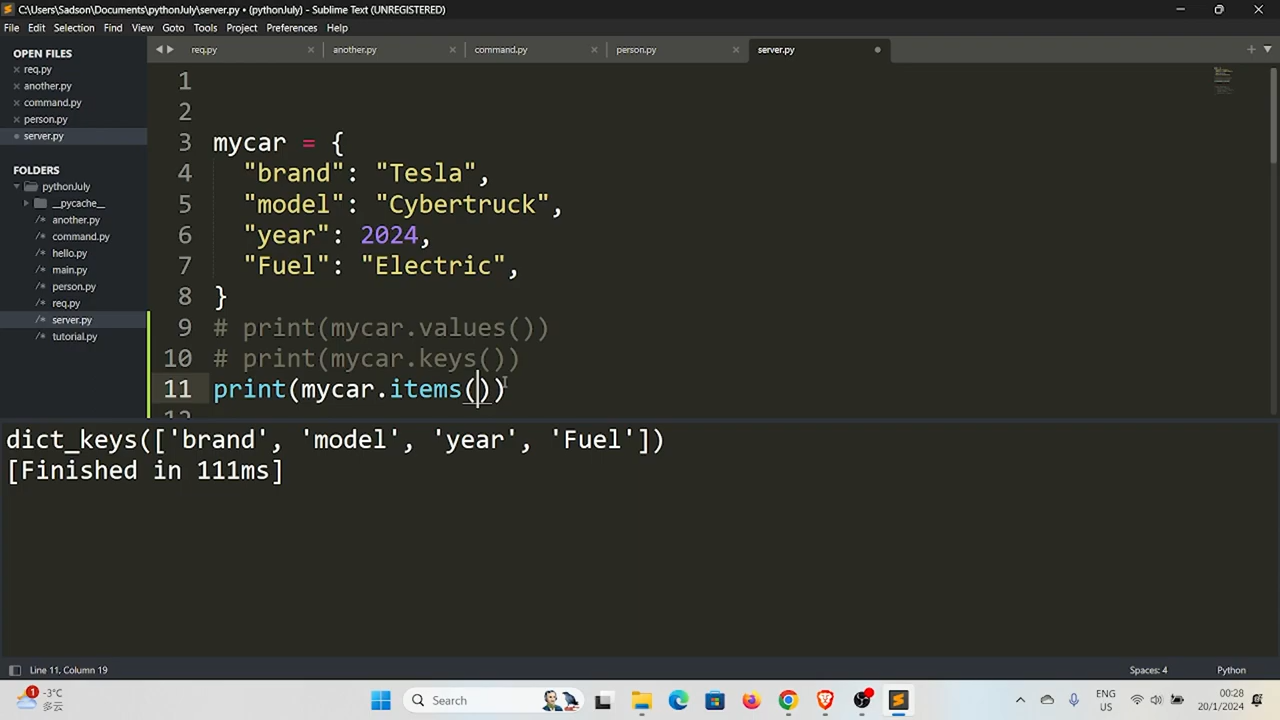 C:\Users\Sadson\Documents\pythonJuly\server.py • (pythonJuly) - Sublime Text (UNREGISTERED)
File Edit Selection Find View Goto Tools Project Preferences Help
OPEN FILES
req.py
another.py
command.py
person.py
server.py
FOLDERS
pythonJuly
__pycache__
another.py
command.py
hello.py
main.py
person.py
req.py
server.py
tutorial.py
req.py another.py command.py person.py server.py
1
2
3 mycar = {
4 "brand": "Tesla",
5 "model": "Cybertruck",
6 "year": 2024,
7 "Fuel": "Electric",
8 }
9 # print(mycar.values())
10 # print(mycar.keys())
11 print(mycar.items())
12
dict_keys(['brand', 'model', 'year', 'Fuel'])
[Finished in 111ms]
Line 11, Column 19 Spaces: 4 Python
1 -3°C
多云
Search
ENG
US
00:28
20/1/2024